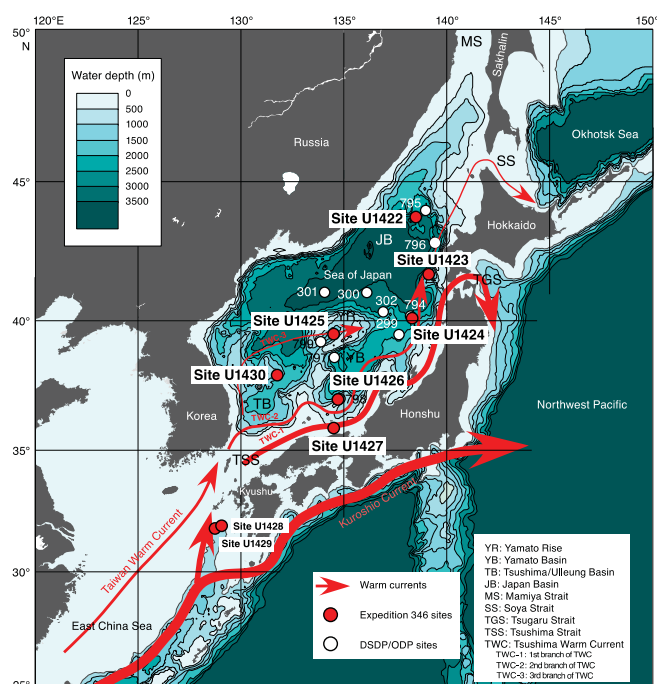 120°E 125° 130° 135° 140° 145° 150°
50°
N
MS
Sakhalin
Water depth (m)
0
500
1000
1500
2000
2500
3000
3500
Russia
Okhotsk Sea
SS
45°
795
Site U1422
Hokkaido
JB
796
Site U1423
Sea of Japan
TGS
301 300
302
794
40°
Site U1425
299
Site U1424
797
YB
Site U1430
Site U1426
TB
798
Korea
TWC-2
Honshu
Northwest Pacific
TWC-1
Site U1427
35°
TSS
Kyushu
Kuroshio Current
Taiwan Warm Current
Site U1428
Site U1429
30°
East China Sea
25°
Warm currents
Expedition 346 sites
DSDP/ODP sites
YR: Yamato Rise
YB: Yamato Basin
TB: Tsushima/Ulleung Basin
JB: Japan Basin
MS: Mamiya Strait
SS: Soya Strait
TGS: Tsugaru Strait
TSS: Tsushima Strait
TWC: Tsushima Warm Current
TWC-1: 1st branch of TWC
TWC-2: 2nd branch of TWC
TWC-3: 3rd branch of TWC